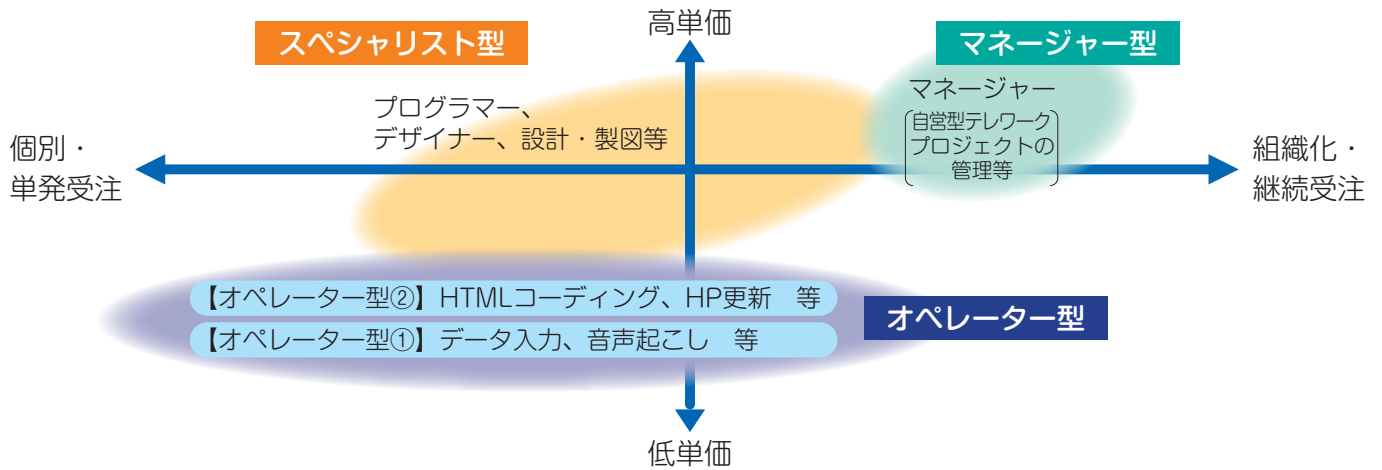 高単価
スペシャリスト型
マネージャー型
プログラマー、
デザイナー、設計・製図等
マネージャー
自営型テレワーク
プロジェクトの
管理等
個別・
単発受注
組織化・
継続受注
【オペレーター型②】HTMLコーディング、HP更新　等
【オペレーター型①】データ入力、音声起こし　等
オペレーター型
低単価